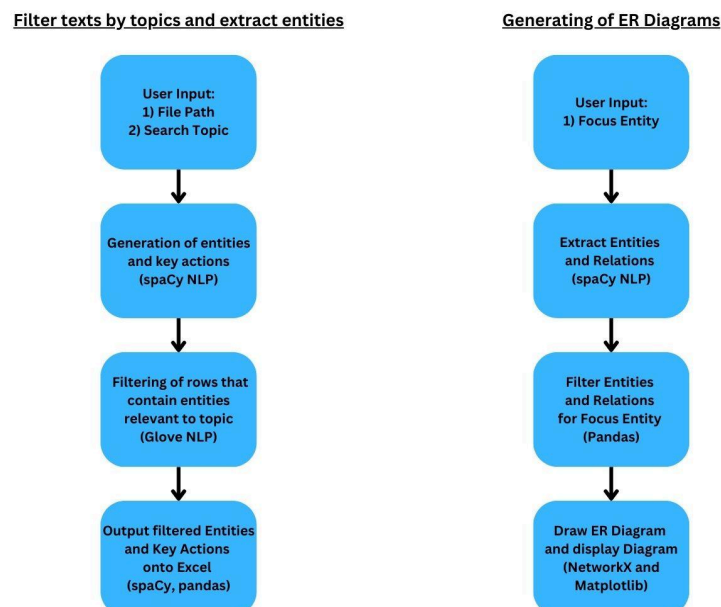 Filter texts by topics and extract entities
User Input:
1) File Path
2) Search Topic
Generation of entities
and key actions
(spaCy NLP)
Filtering of rows that
contain entities
relevant to topic
(Glove NLP)
Output filtered Entities
and Key Actions
onto Excel
(spaCy, pandas)
Generating of ER Diagrams
User Input:
1) Focus Entity
Extract Entities
and Relations
(spaCy NLP)
Filter Entities
and Relations
for Focus Entity
(Pandas)
Draw ER Diagram
and display Diagram
(NetworkX and
Matplotlib)